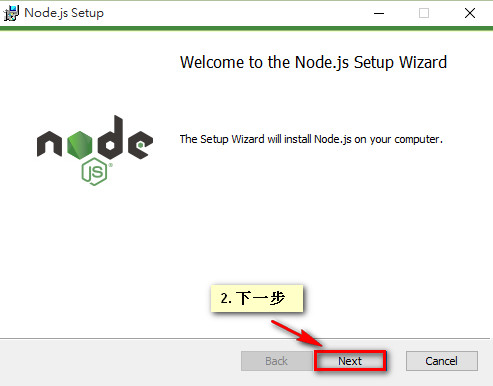 Node.js Setup
Welcome to the Node.js Setup Wizard
node
JS
The Setup Wizard will install Node.js on your computer.
2.下一步
Back
Next
Cancel